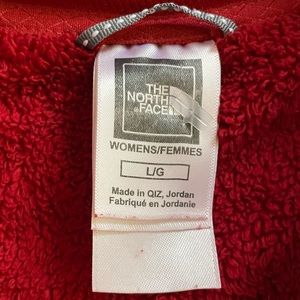 THE
NORTH
FACE
WOMENS/FEMMES
L/G
Made in QIZ, Jordan
Fabriqué en Jordanie